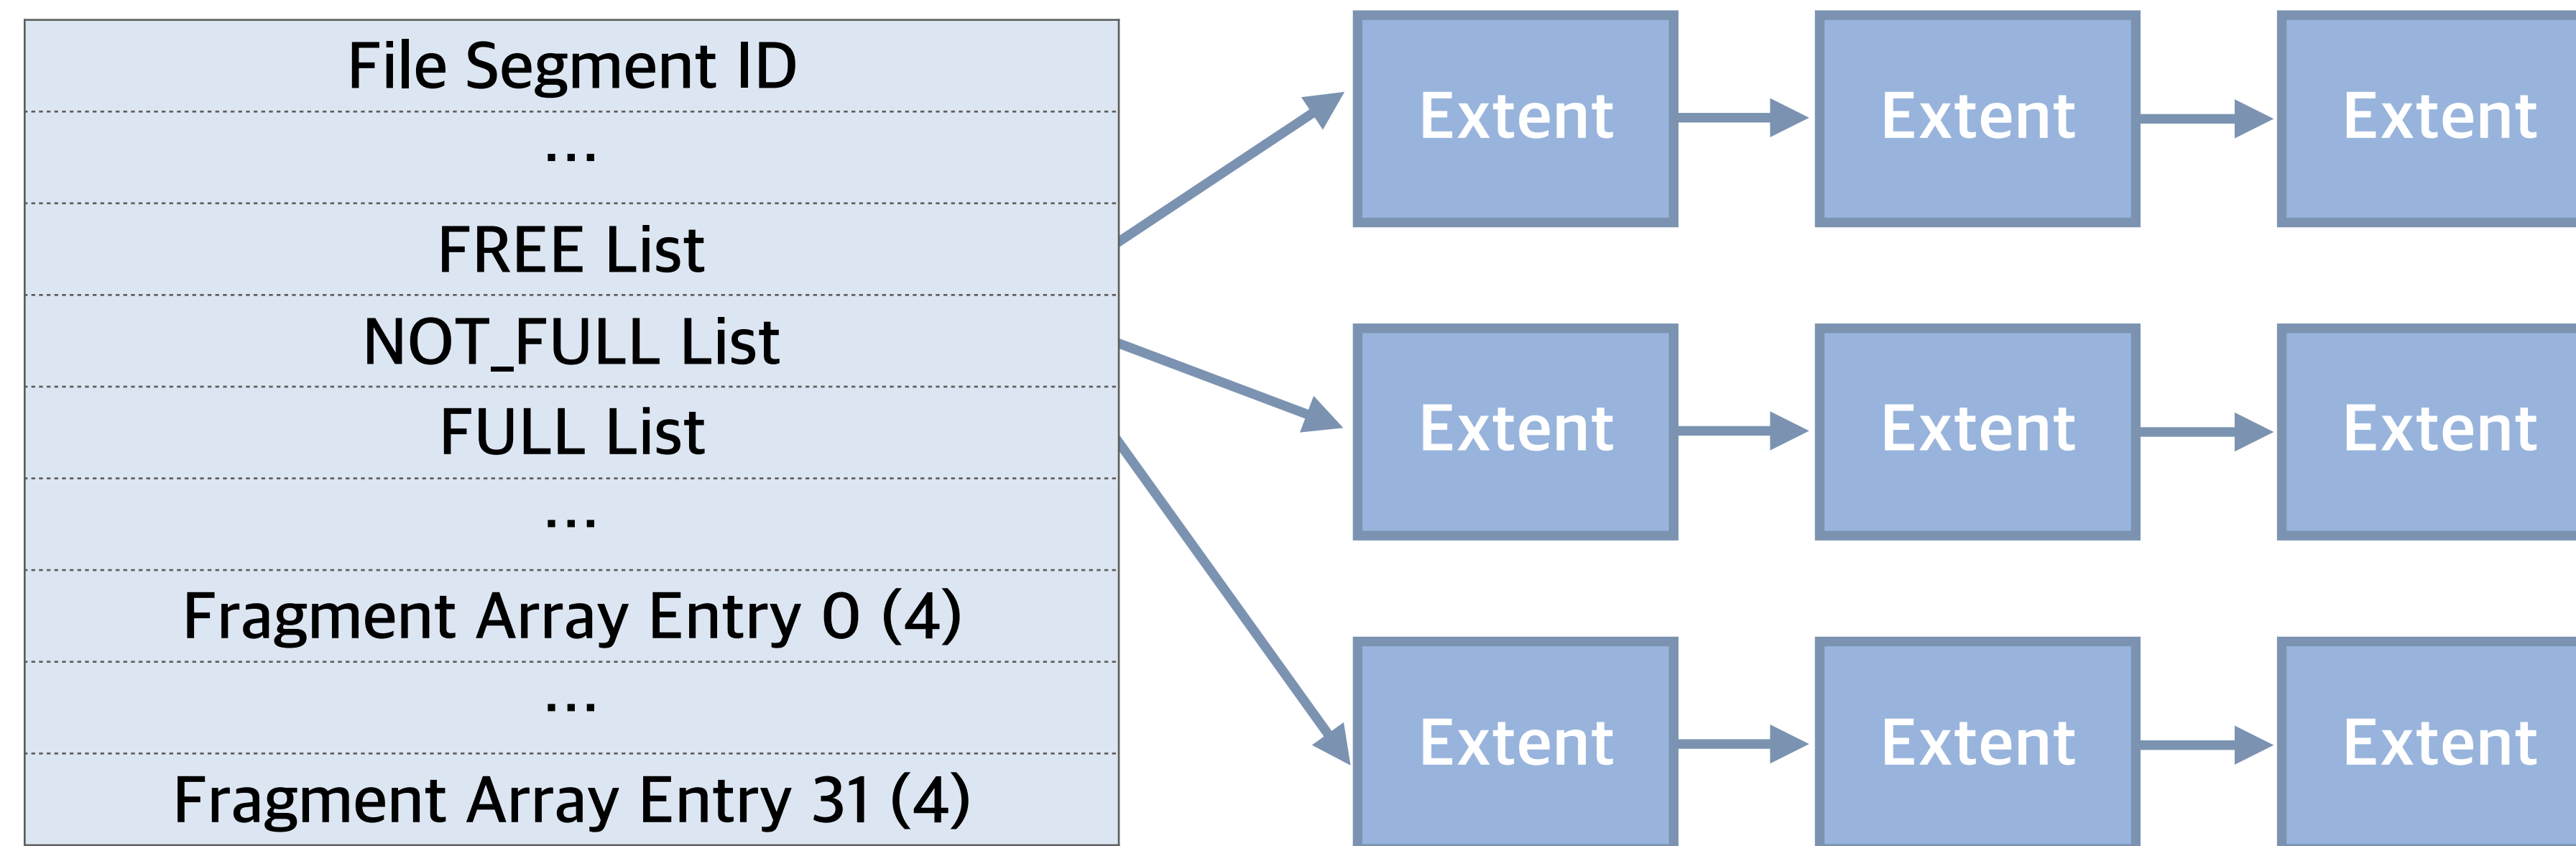 File Segment ID
...
FREE List
NOT_FULL List
FULL List
...
Fragment Array Entry 0 (4)
...
Fragment Array Entry 31 (4)
Extent
Extent
Extent
Extent
Extent
Extent
Extent
Extent
Extent